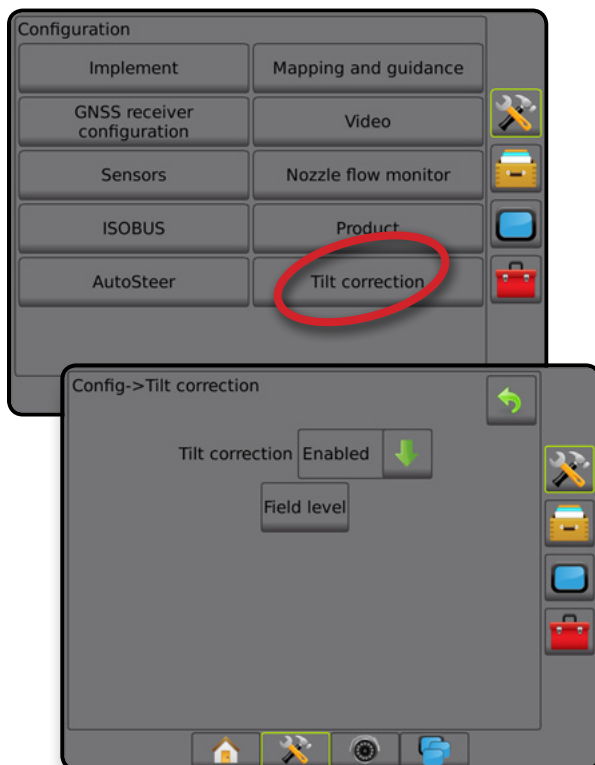 Configuration
Implement
Mapping and guidance
GNSS receiver
configuration
Video
Sensors
Nozzle flow monitor
ISOBUS
Product
AutoSteer
Tilt correction
Config->Tilt correction
Tilt correction Enabled
Field level